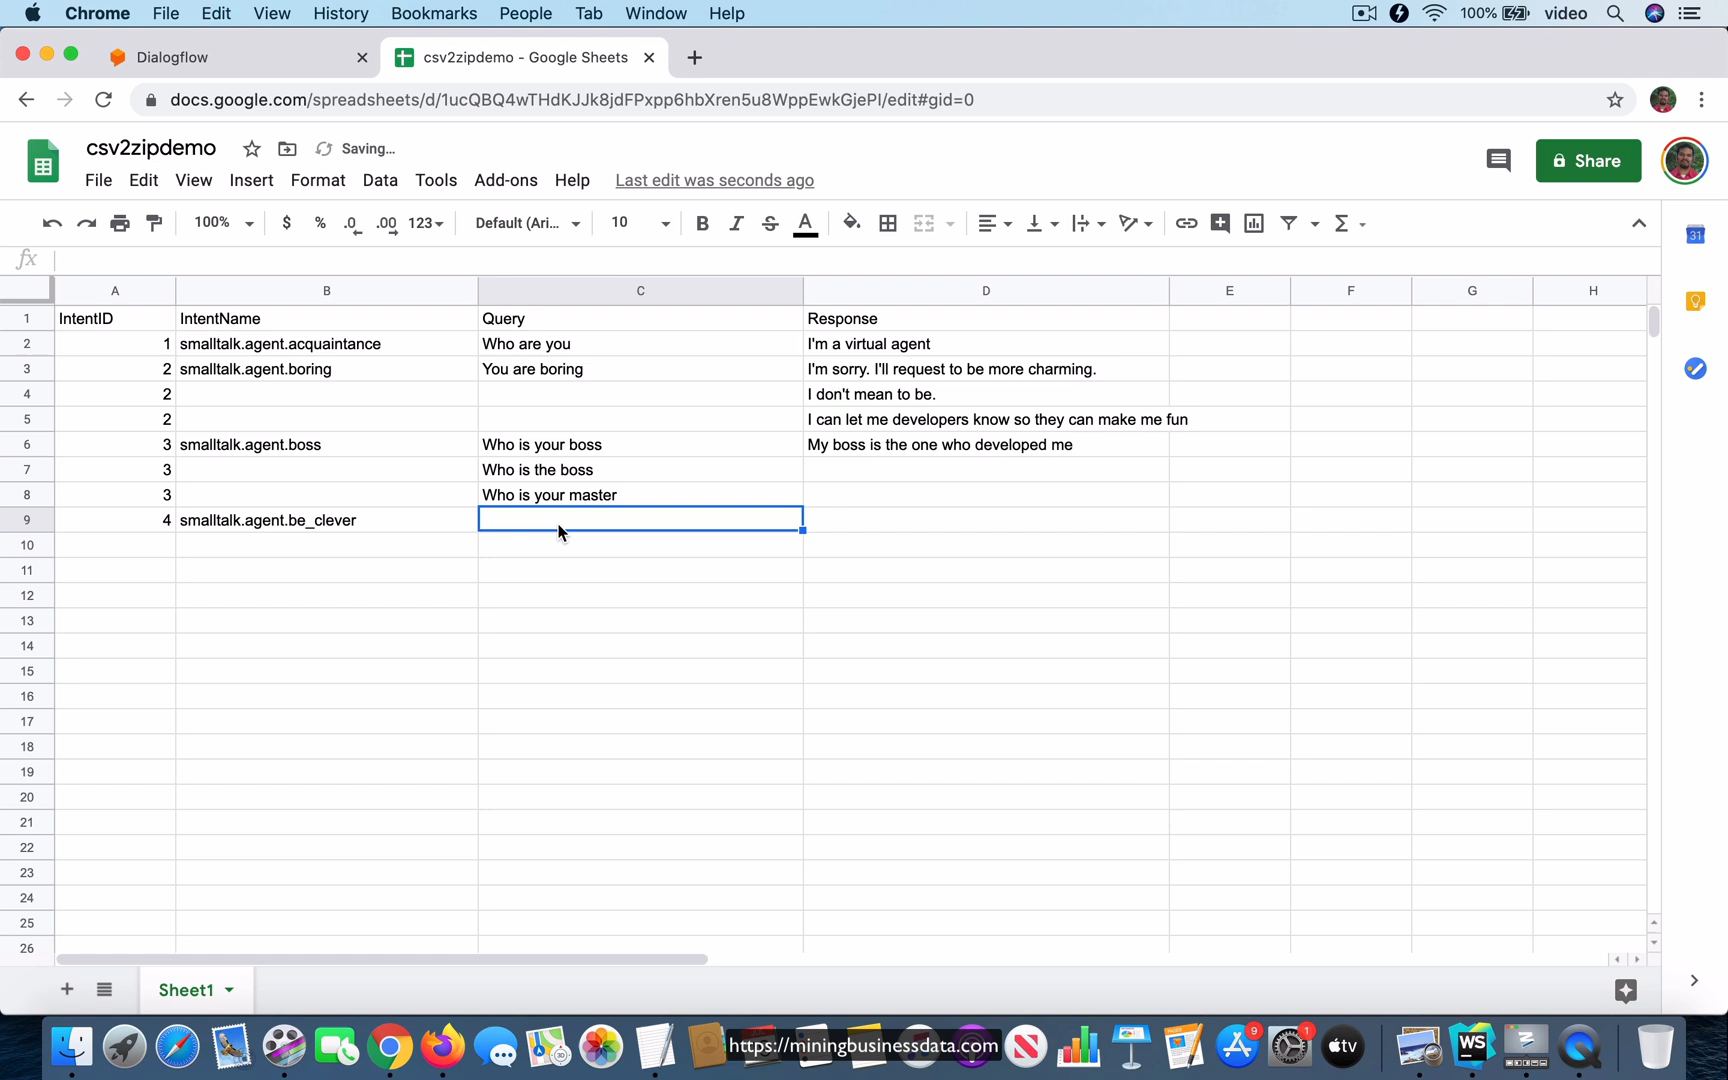 Chrome File Edit View History Bookmarks People Tab Window Help 100% video
Dialogflow csv2zipdemo - Google Sheets
docs.google.com/spreadsheets/d/1ucQBQ4wTHdKJJk8jdFPxpp6hbXren5u8WppEwkGjePI/edit#gid=0
csv2zipdemo Saving... Share
File Edit View Insert Format Data Tools Add-ons Help Last edit was seconds ago
100% $ % .0 .00 123 Default (Ari... 10 B I S A
fx
A B C D E F G H
1 IntentID IntentName Query Response
2 1 smalltalk.agent.acquaintance Who are you I'm a virtual agent
3 2 smalltalk.agent.boring You are boring I'm sorry. I'll request to be more charming.
4 2 I don't mean to be.
5 2 I can let me developers know so they can make me fun
6 3 smalltalk.agent.boss Who is your boss My boss is the one who developed me
7 3 Who is the boss
8 3 Who is your master
9 4 smalltalk.agent.be_clever
10
11
12
13
14
15
16
17
18
19
20
21
22
23
24
25
26
Sheet1
https://miningbusinessdata.com
9
1
tv
WS
31
3D